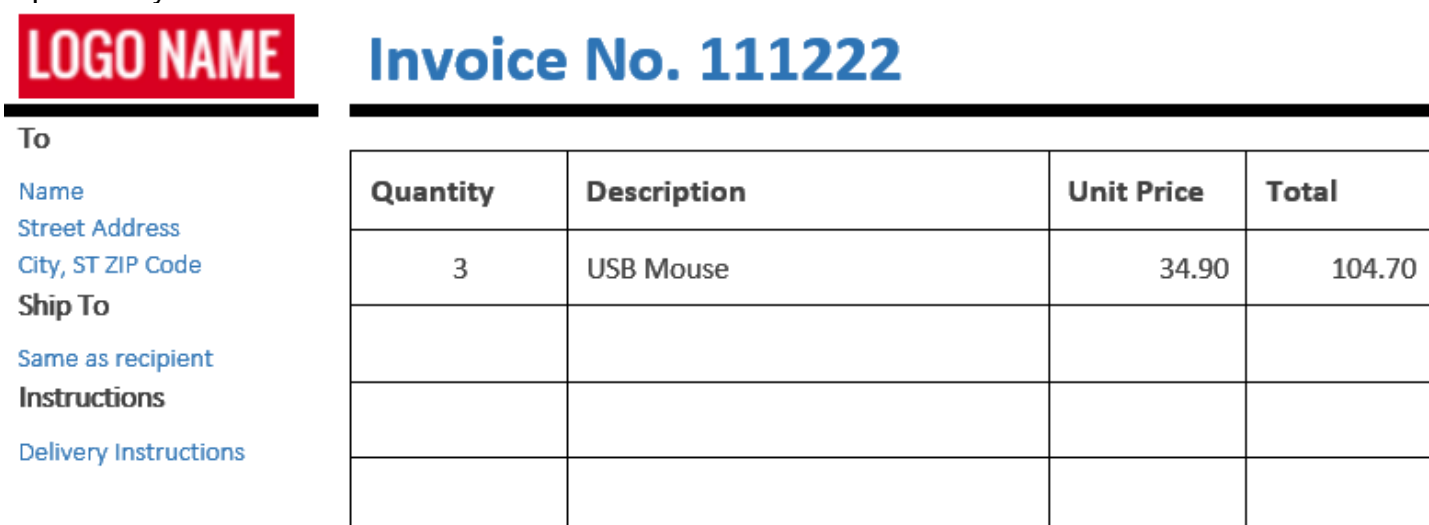 LOGO NAME
Invoice No. 111222
To
Name
Street Address
City, ST ZIP Code
Ship To
Same as recipient
Instructions
Delivery Instructions
Quantity Description Unit Price Total
3 USB Mouse 34.90 104.70